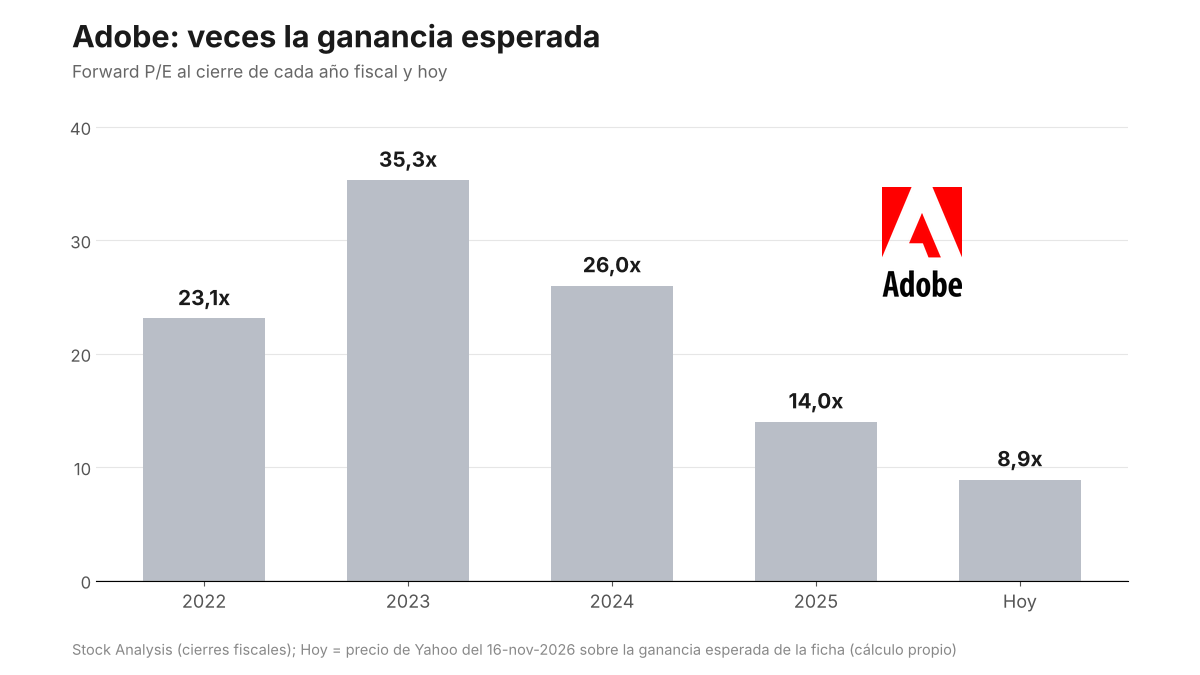 Adobe: veces la ganancia esperada
Forward P/E al cierre de cada año fiscal y hoy
40
35,3x
30
26,0x
23,1x
Adobe
20
14,0x
10
8,9x
0
2022 2023 2024 2025 Hoy
Stock Analysis (cierres fiscales); Hoy = precio de Yahoo del 16-nov-2026 sobre la ganancia esperada de la ficha (cálculo propio)